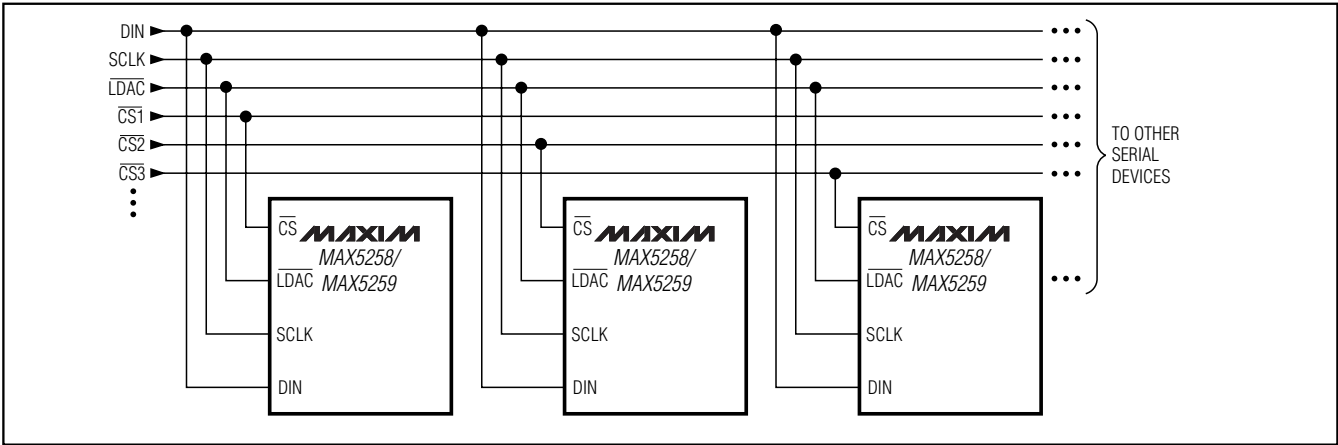 DIN
SCLK
LDAC
CS1
CS2
CS3
TO OTHER
SERIAL
DEVICES
CS MAXIM
MAX5258/
LDAC MAX5259
SCLK
DIN
CS MAXIM
MAX5258/
LDAC MAX5259
SCLK
DIN
CS MAXIM
MAX5258/
LDAC MAX5259
SCLK
DIN